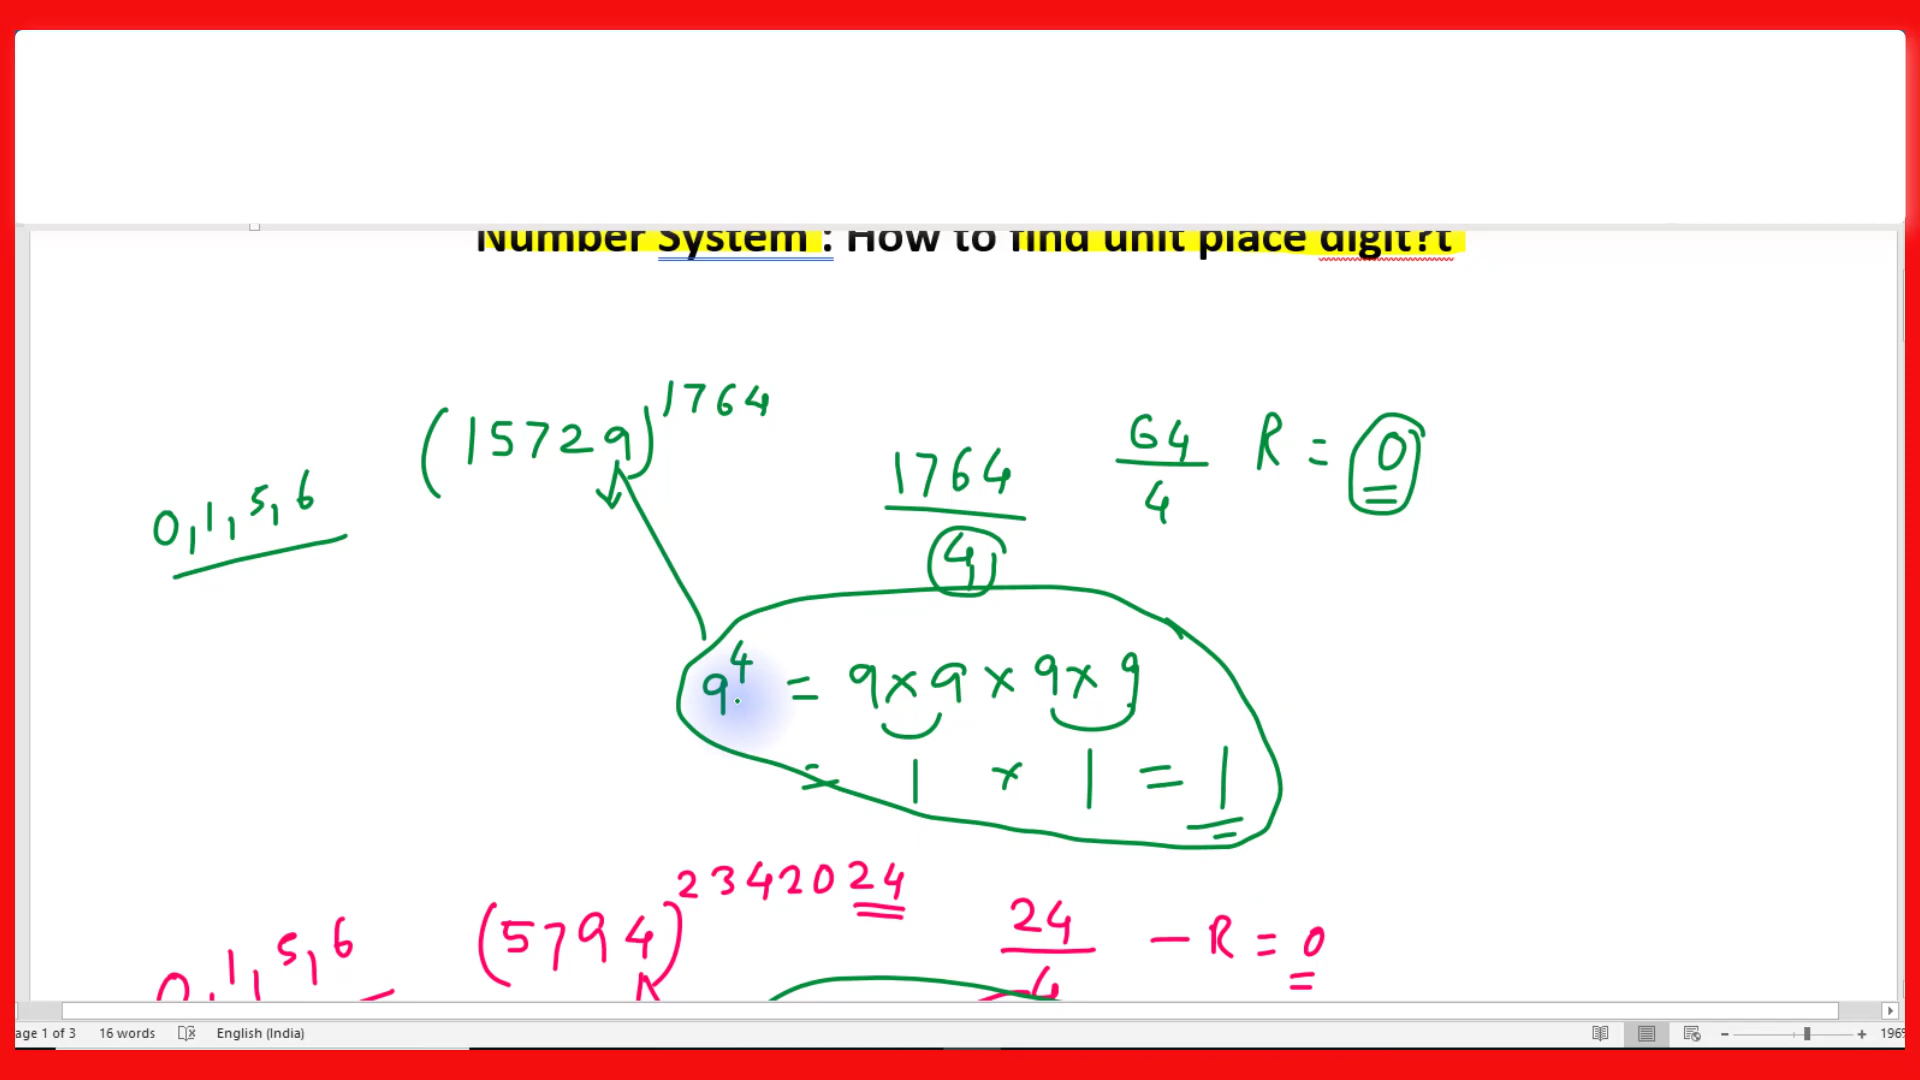 Number System : How to find unit place digit?t
(15729)^1764
1764/4
64/4 R = 0
0,1,5,6
9^4 = 9 x 9 x 9 x 9
= 1 x 1 = 1
(5794)^2342024
24/4 - R = 0
0,1,5,6
age 1 of 3 16 words English (India) - + 196